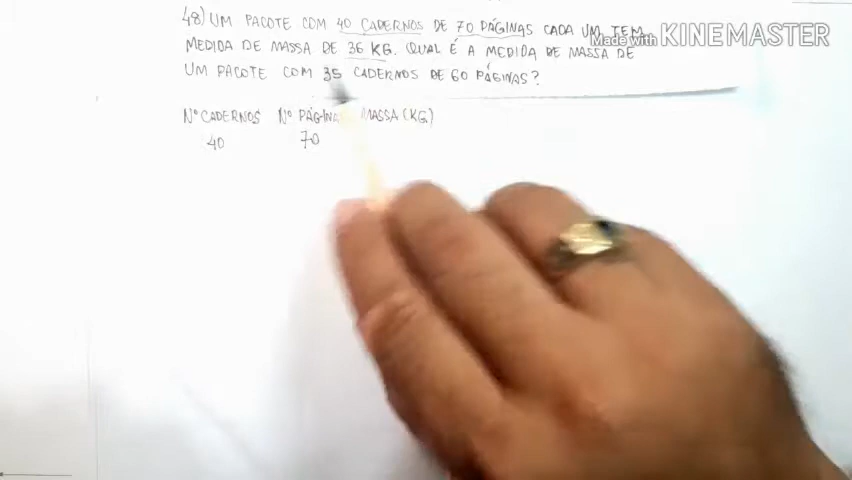 48) UM PACOTE COM 40 CADERNOS DE 70 PÁGINAS CADA UM TEM
MEDIDA DE MASSA DE 36 KG. QUAL É A MEDIDA DE MASSA DE
UM PACOTE COM 35 CADERNOS DE 60 PÁGINAS?
Made with KINEMASTER
Nº CADERNOS Nº PÁGINA MASSA (KG)
40 70